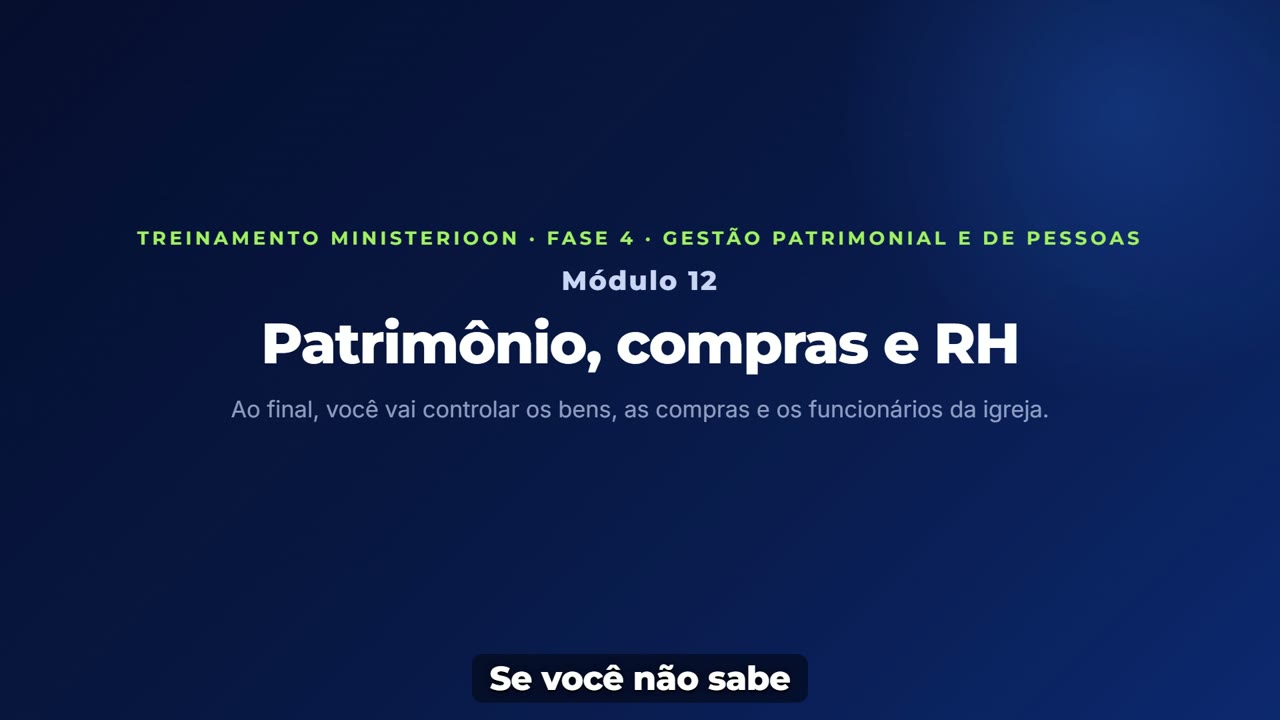 TREINAMENTO MINISTERIOON · FASE 4 · GESTÃO PATRIMONIAL E DE PESSOAS
Módulo 12
Patrimônio, compras e RH
Ao final, você vai controlar os bens, as compras e os funcionários da igreja.
Se você não sabe